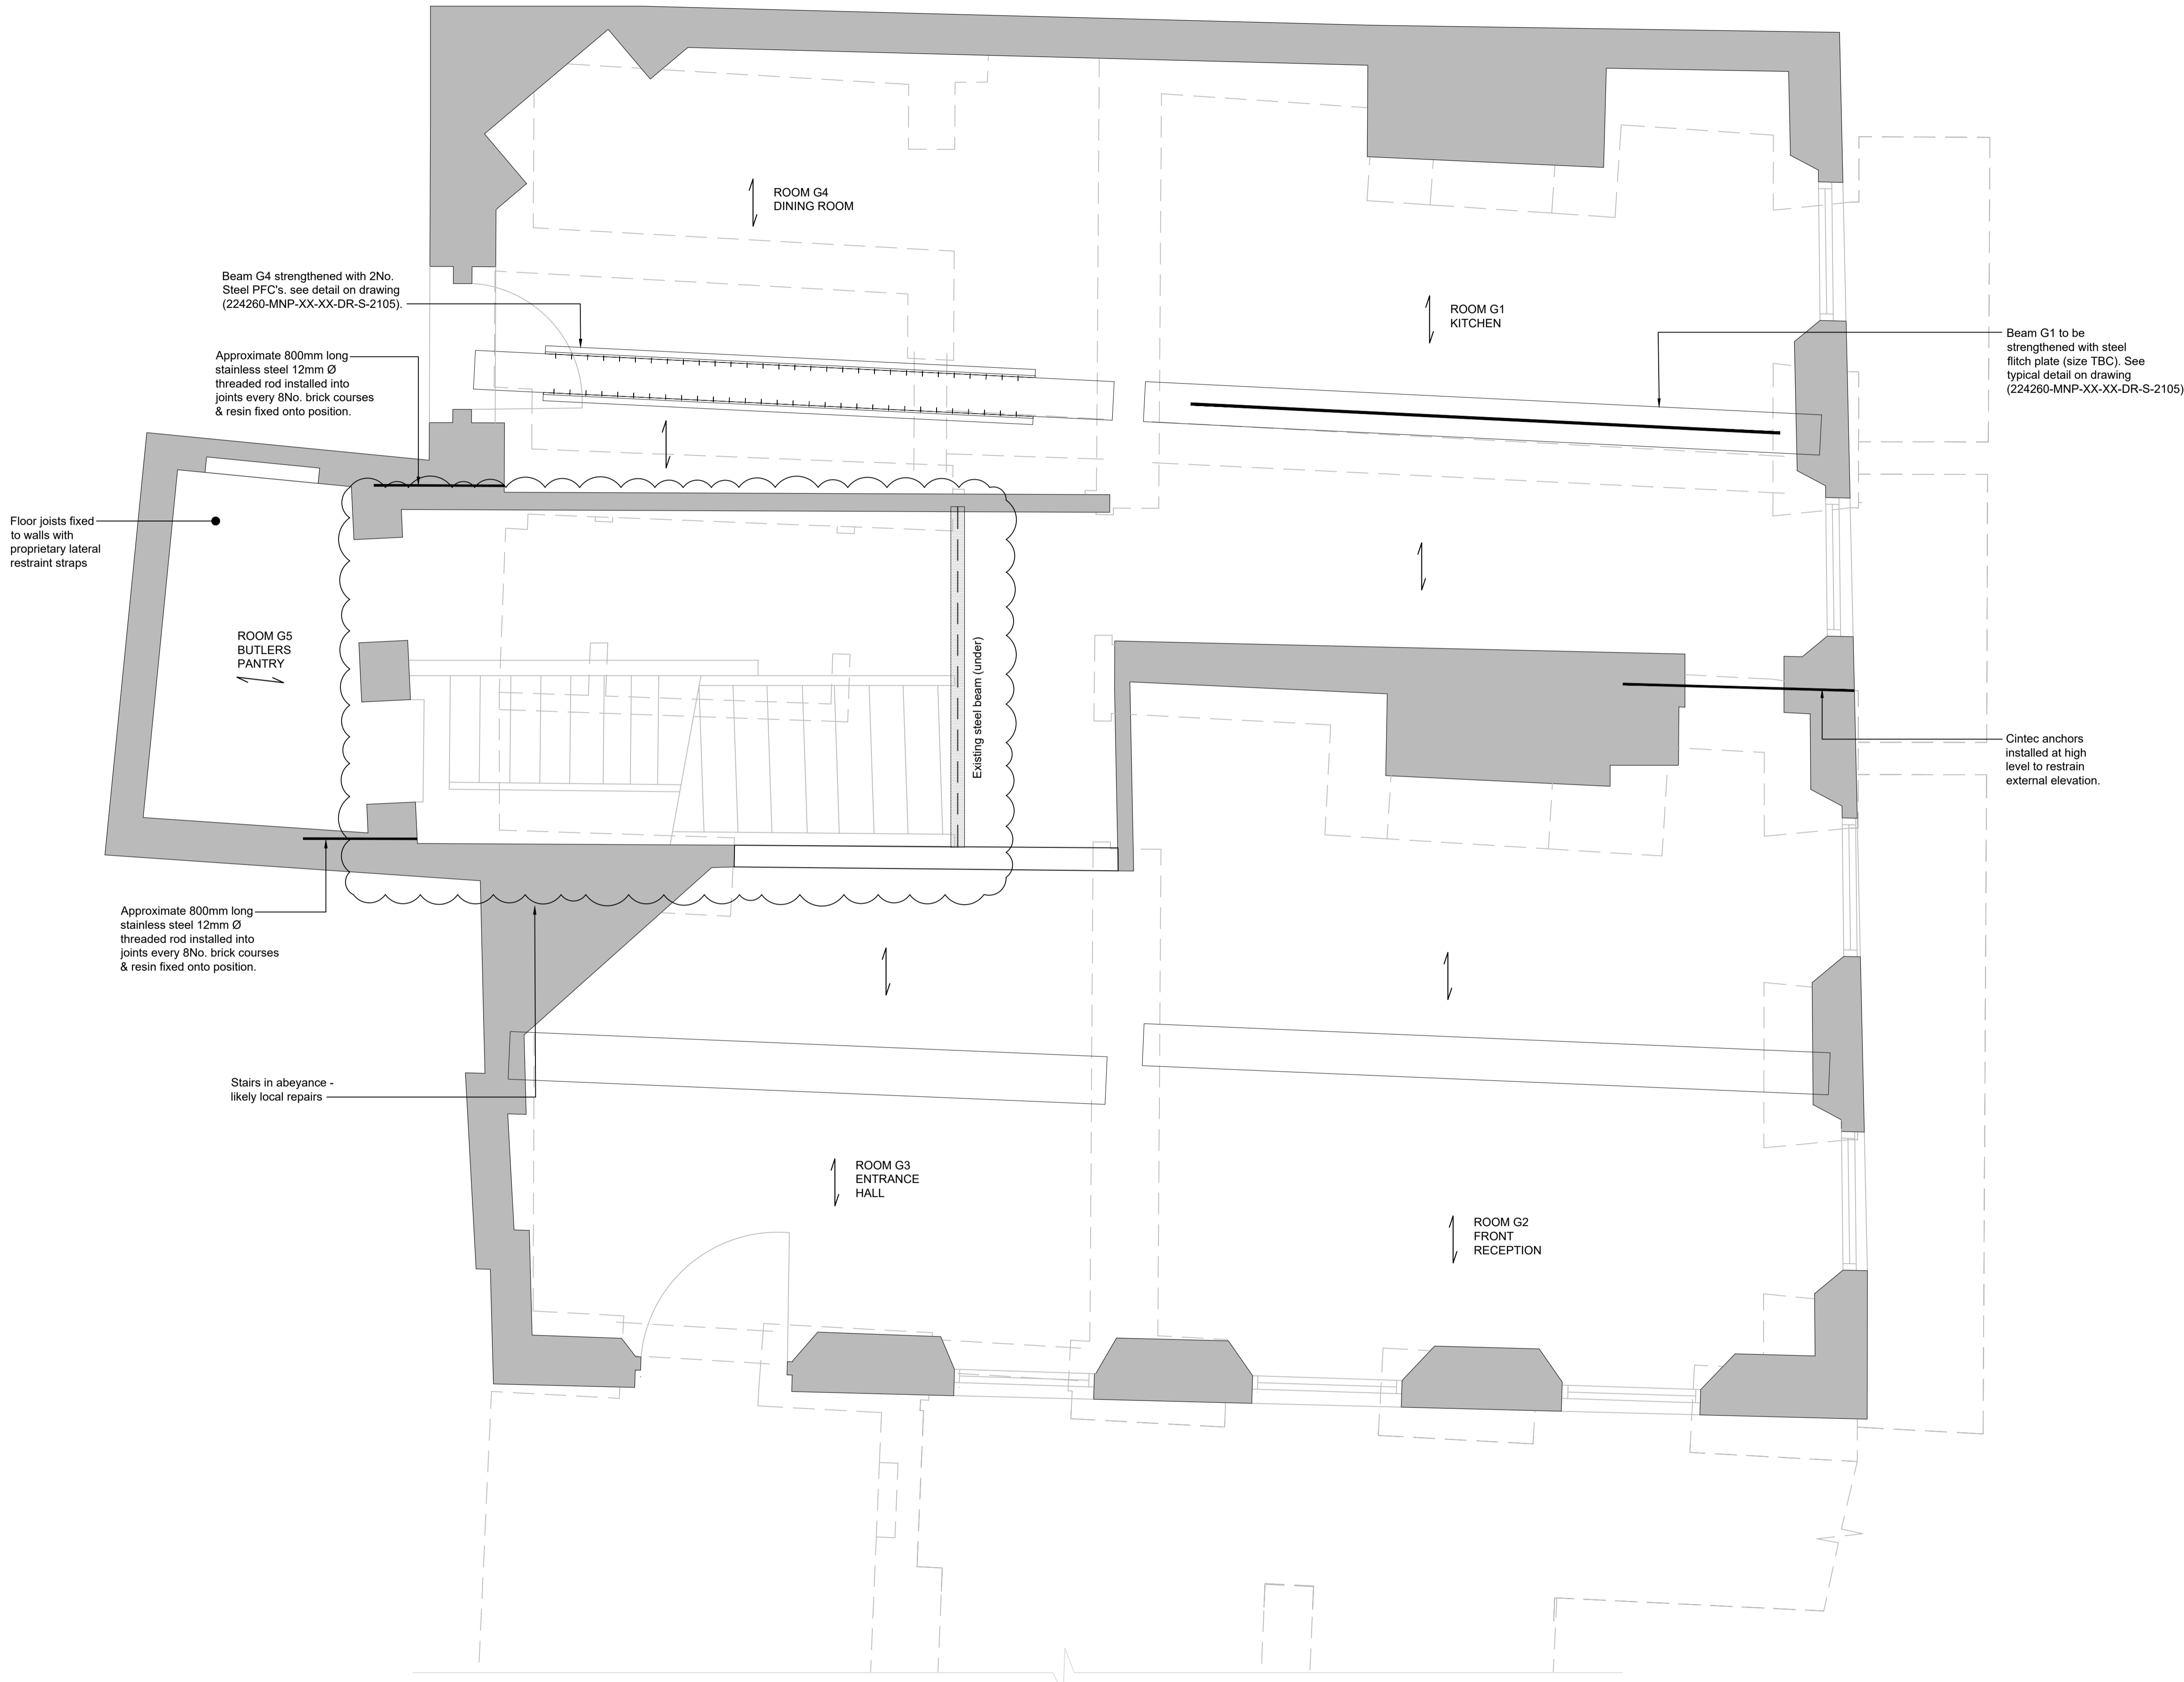 ROOM G4
DINING ROOM
Beam G4 strengthened with 2No.
Steel PFC's. see detail on drawing
(224260-MNP-XX-XX-DR-S-2105).
ROOM G1
KITCHEN
Beam G1 to be
strengthened with steel
flitch plate (size TBC). See
typical detail on drawing
(224260-MNP-XX-XX-DR-S-2105)
Approximate 800mm long
stainless steel 12mm Ø
threaded rod installed into
joints every 8No. brick courses
& resin fixed onto position.
Floor joists fixed
to walls with
proprietary lateral
restraint straps
ROOM G5
BUTLERS
PANTRY
Existing steel beam (under)
Cintec anchors
installed at high
level to restrain
external elevation.
Approximate 800mm long
stainless steel 12mm Ø
threaded rod installed into
joints every 8No. brick courses
& resin fixed onto position.
Stairs in abeyance -
likely local repairs
ROOM G3
ENTRANCE
HALL
ROOM G2
FRONT
RECEPTION